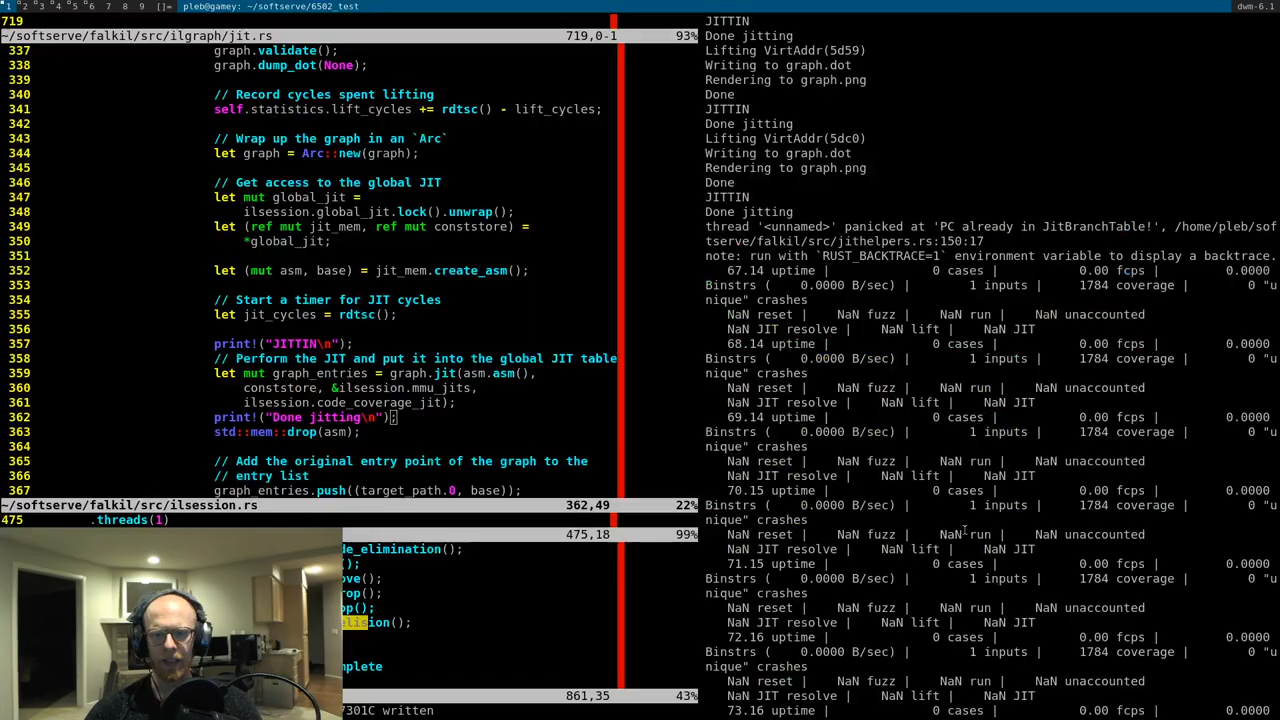 1 2 3 4 5 6 7 8 9 []= pleb@gamey: ~/softserve/6502_test dwm-6.1
719
~/softserve/falkil/src/ilgraph/jit.rs 719,0-1 93%
337 graph.validate();
338 graph.dump_dot(None);
339
340 // Record cycles spent lifting
341 self.statistics.lift_cycles += rdtsc() - lift_cycles;
342
343 // Wrap up the graph in an `Arc`
344 let graph = Arc::new(graph);
345
346 // Get access to the global JIT
347 let mut global_jit =
348 ilsession.global_jit.lock().unwrap();
349 let (ref mut jit_mem, ref mut conststore) =
350 *global_jit;
351
352 let (mut asm, base) = jit_mem.create_asm();
353
354 // Start a timer for JIT cycles
355 let jit_cycles = rdtsc();
356
357 print!("JITTIN\n");
358 // Perform the JIT and put it into the global JIT table
359 let mut graph_entries = graph.jit(asm.asm(),
360 conststore, &ilsession.mmu_jits,
361 ilsession.code_coverage_jit);
362 print!("Done jitting\n");
363 std::mem::drop(asm);
364
365 // Add the original entry point of the graph to the
366 // entry list
367 graph_entries.push((target_path.0, base));
~/softserve/falkil/src/ilsession.rs 362,49 22%
475 .threads(1)
475,18 99%
de_elimination();
();
ove();
rop();
op();
elision();
mplete
861,35 43%
7301C written
JITTIN
Done jitting
Lifting VirtAddr(5d59)
Writing to graph.dot
Rendering to graph.png
Done
JITTIN
Done jitting
Lifting VirtAddr(5dc0)
Writing to graph.dot
Rendering to graph.png
Done
JITTIN
Done jitting
thread '<unnamed>' panicked at 'PC already in JitBranchTable!', /home/pleb/sof
tserve/falkil/src/jithelpers.rs:150:17
note: run with `RUST_BACKTRACE=1` environment variable to display a backtrace.
67.14 uptime | 0 cases | 0.00 fcps | 0.0000
Binstrs ( 0.0000 B/sec) | 1 inputs | 1784 coverage | 0 "u
nique" crashes
NaN reset | NaN fuzz | NaN run | NaN unaccounted
NaN JIT resolve | NaN lift | NaN JIT
68.14 uptime | 0 cases | 0.00 fcps | 0.0000
Binstrs ( 0.0000 B/sec) | 1 inputs | 1784 coverage | 0 "u
nique" crashes
NaN reset | NaN fuzz | NaN run | NaN unaccounted
NaN JIT resolve | NaN lift | NaN JIT
69.14 uptime | 0 cases | 0.00 fcps | 0.0000
Binstrs ( 0.0000 B/sec) | 1 inputs | 1784 coverage | 0 "u
nique" crashes
NaN reset | NaN fuzz | NaN run | NaN unaccounted
NaN JIT resolve | NaN lift | NaN JIT
70.15 uptime | 0 cases | 0.00 fcps | 0.0000
Binstrs ( 0.0000 B/sec) | 1 inputs | 1784 coverage | 0 "u
nique" crashes
NaN reset | NaN fuzz | NaN run | NaN unaccounted
NaN JIT resolve | NaN lift | NaN JIT
71.15 uptime | 0 cases | 0.00 fcps | 0.0000
Binstrs ( 0.0000 B/sec) | 1 inputs | 1784 coverage | 0 "u
nique" crashes
NaN reset | NaN fuzz | NaN run | NaN unaccounted
NaN JIT resolve | NaN lift | NaN JIT
72.16 uptime | 0 cases | 0.00 fcps | 0.0000
Binstrs ( 0.0000 B/sec) | 1 inputs | 1784 coverage | 0 "u
nique" crashes
NaN reset | NaN fuzz | NaN run | NaN unaccounted
NaN JIT resolve | NaN lift | NaN JIT
73.16 uptime | 0 cases | 0.00 fcps | 0.0000